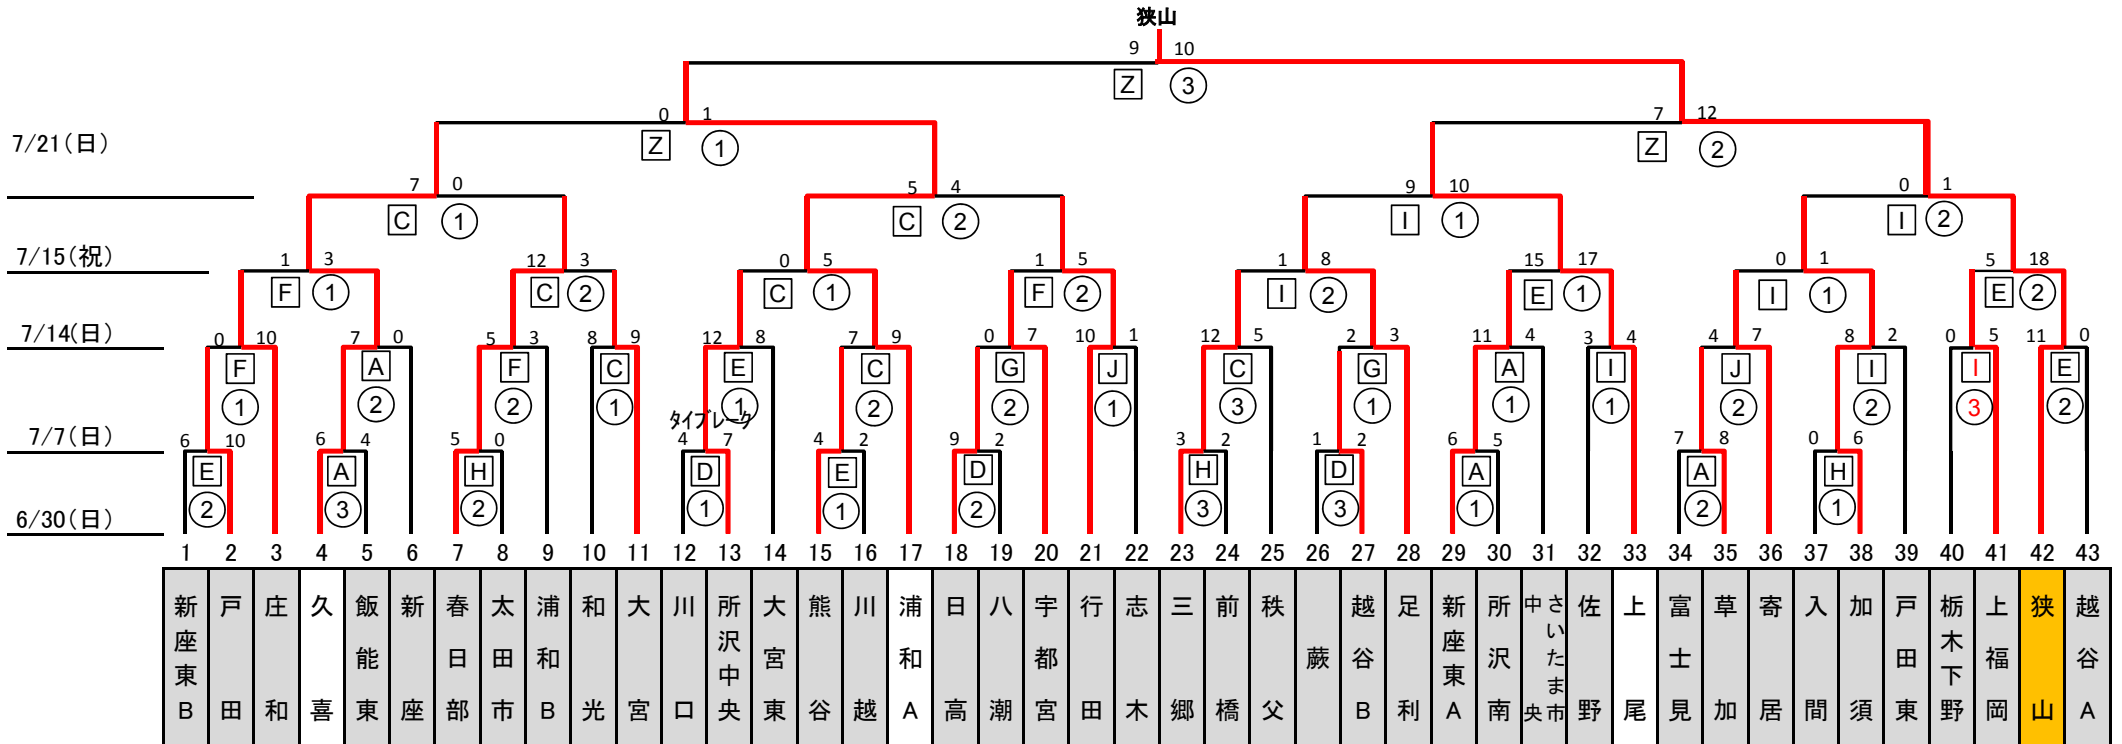 狭山
9 10
Z ③
0 1 7 12
7/21(日) Z ① Z ②
7 0 5 4 9 10 0 1
C ① C ② I ① I ②
7/15(祝) 1 3 12 3 0 5 1 5 1 8 15 17 0 1 5 18
F ① C ② C ① F ② I ② E ① I ① E ②
7/14(日) 0 10 7 0 5 3 8 9 12 8 7 9 0 7 10 1 12 5 2 3 11 4 3 4 4 7 8 2 0 5 11 0
F A F C E C G J C G A I J I I E
① ② ② ① ① ② ② ① ③ ① ① ① ② ② ③ ②
タイブレーク
7/7(日) 6 10 6 4 5 0 4 7 4 2 9 2 3 2 1 2 6 5 7 8 0 6
E A H D E D H D A A H
② ③ ② ① ① ② ③ ③ ① ② ①
6/30(日)
1 2 3 4 5 6 7 8 9 10 11 12 13 14 15 16 17 18 19 20 21 22 23 24 25 26 27 28 29 30 31 32 33 34 35 36 37 38 39 40 41 42 43
新座東B
戸田
庄和
久喜
飯能東
新座
春日部
太田市
浦和B
和光
大宮
川口
所沢中央
大宮東
熊谷
川越
浦和A
日高
八潮
宇都宮
行田
志木
三郷
前橋
秩父
蕨
越谷B
足利
新座東A
所沢南
さいたま市
中央
佐野
上尾
富士見
草加
寄居
入間
加須
戸田東
栃木下野
上福岡
狭山
越谷A